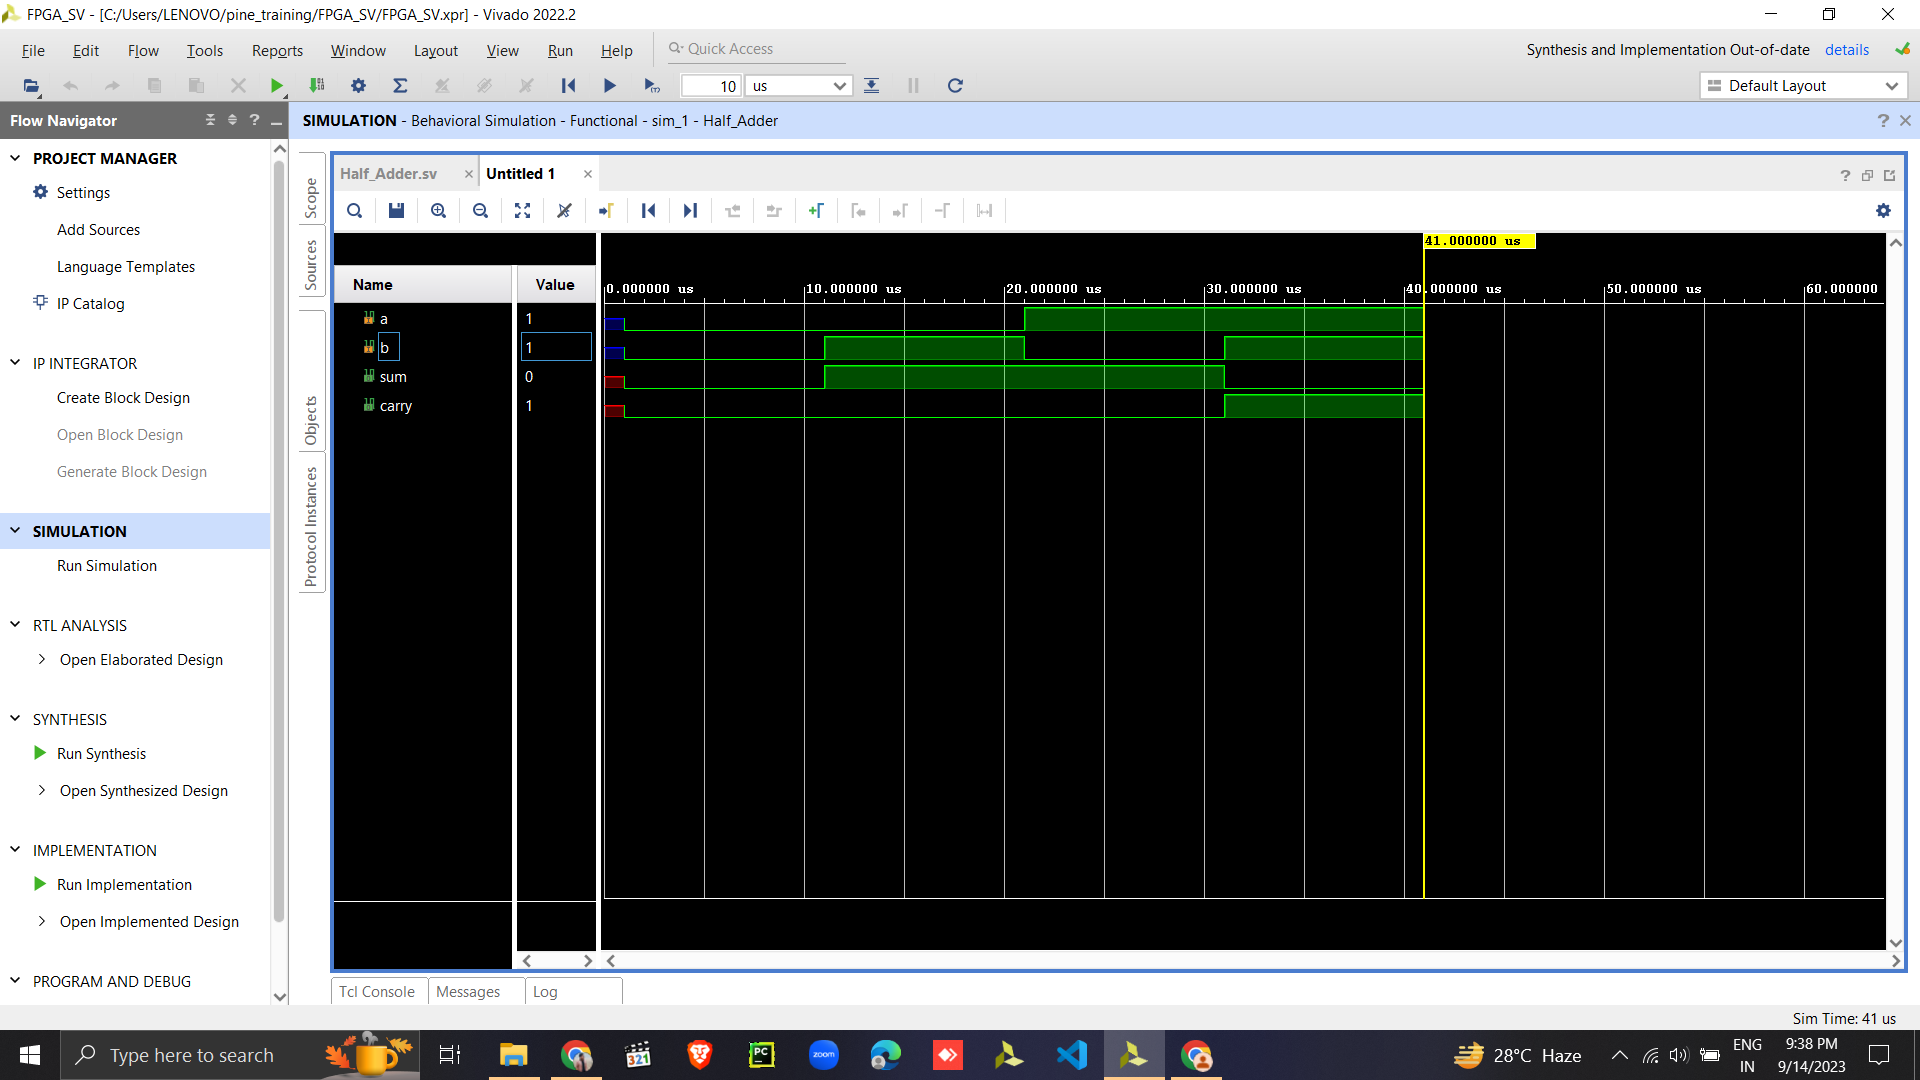 FPGA_SV - [C:/Users/LENOVO/pine_training/FPGA_SV/FPGA_SV.xpr] - Vivado 2022.2
File Edit Flow Tools Reports Window Layout View Run Help Quick Access
Synthesis and Implementation Out-of-date details
10 us
Default Layout
Flow Navigator
SIMULATION - Behavioral Simulation - Functional - sim_1 - Half_Adder
PROJECT MANAGER
Settings
Add Sources
Language Templates
IP Catalog
IP INTEGRATOR
Create Block Design
Open Block Design
Generate Block Design
SIMULATION
Run Simulation
RTL ANALYSIS
Open Elaborated Design
SYNTHESIS
Run Synthesis
Open Synthesized Design
IMPLEMENTATION
Run Implementation
Open Implemented Design
PROGRAM AND DEBUG
Scope
Sources
Objects
Protocol Instances
Half_Adder.sv
Untitled 1
41.000000 us
Name Value
0.000000 us 10.000000 us 20.000000 us 30.000000 us 40.000000 us 50.000000 us 60.000000
a 1
b 1
sum 0
carry 1
Tcl Console Messages Log
Sim Time: 41 us
Type here to search
321
PC
zoom
28°C Haze
ENG
IN
9:38 PM
9/14/2023